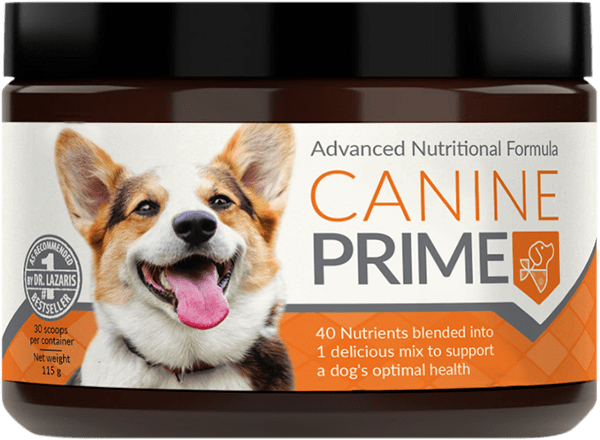 Advanced Nutritional Formula
CANINE
PRIME
AS RECOMMENDED
1
BY DR. LAZARIS
#1
BESTSELLER
30 scoops
per container
Net weight
115 g
40 Nutrients blended into
1 delicious mix to support
a dog's optimal health